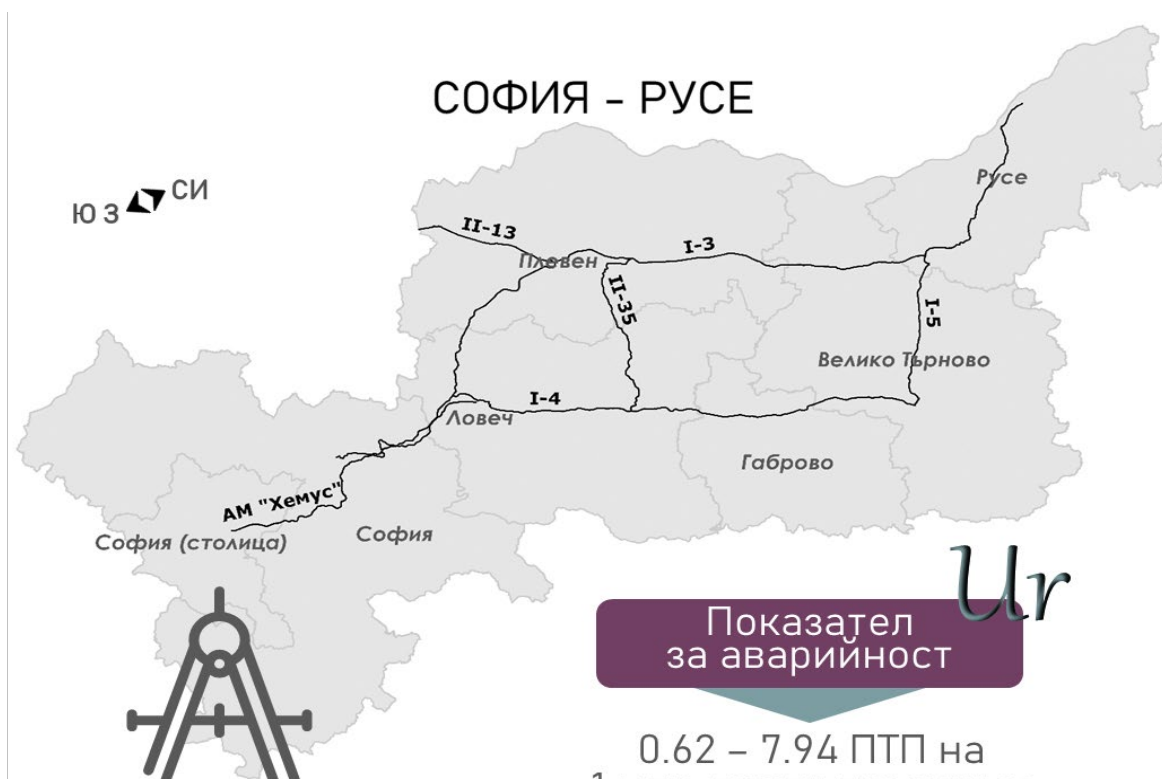 СОФИЯ - РУСЕ
СИ
Ю З
Русе
II-13
I-3
Плевен
II-35
I-5
Велико Търново
I-4
Ловеч
Габрово
АМ "Хемус"
София
София (столица)
Ur
Показател
за аварийност
0.62 – 7.94 ПТП на